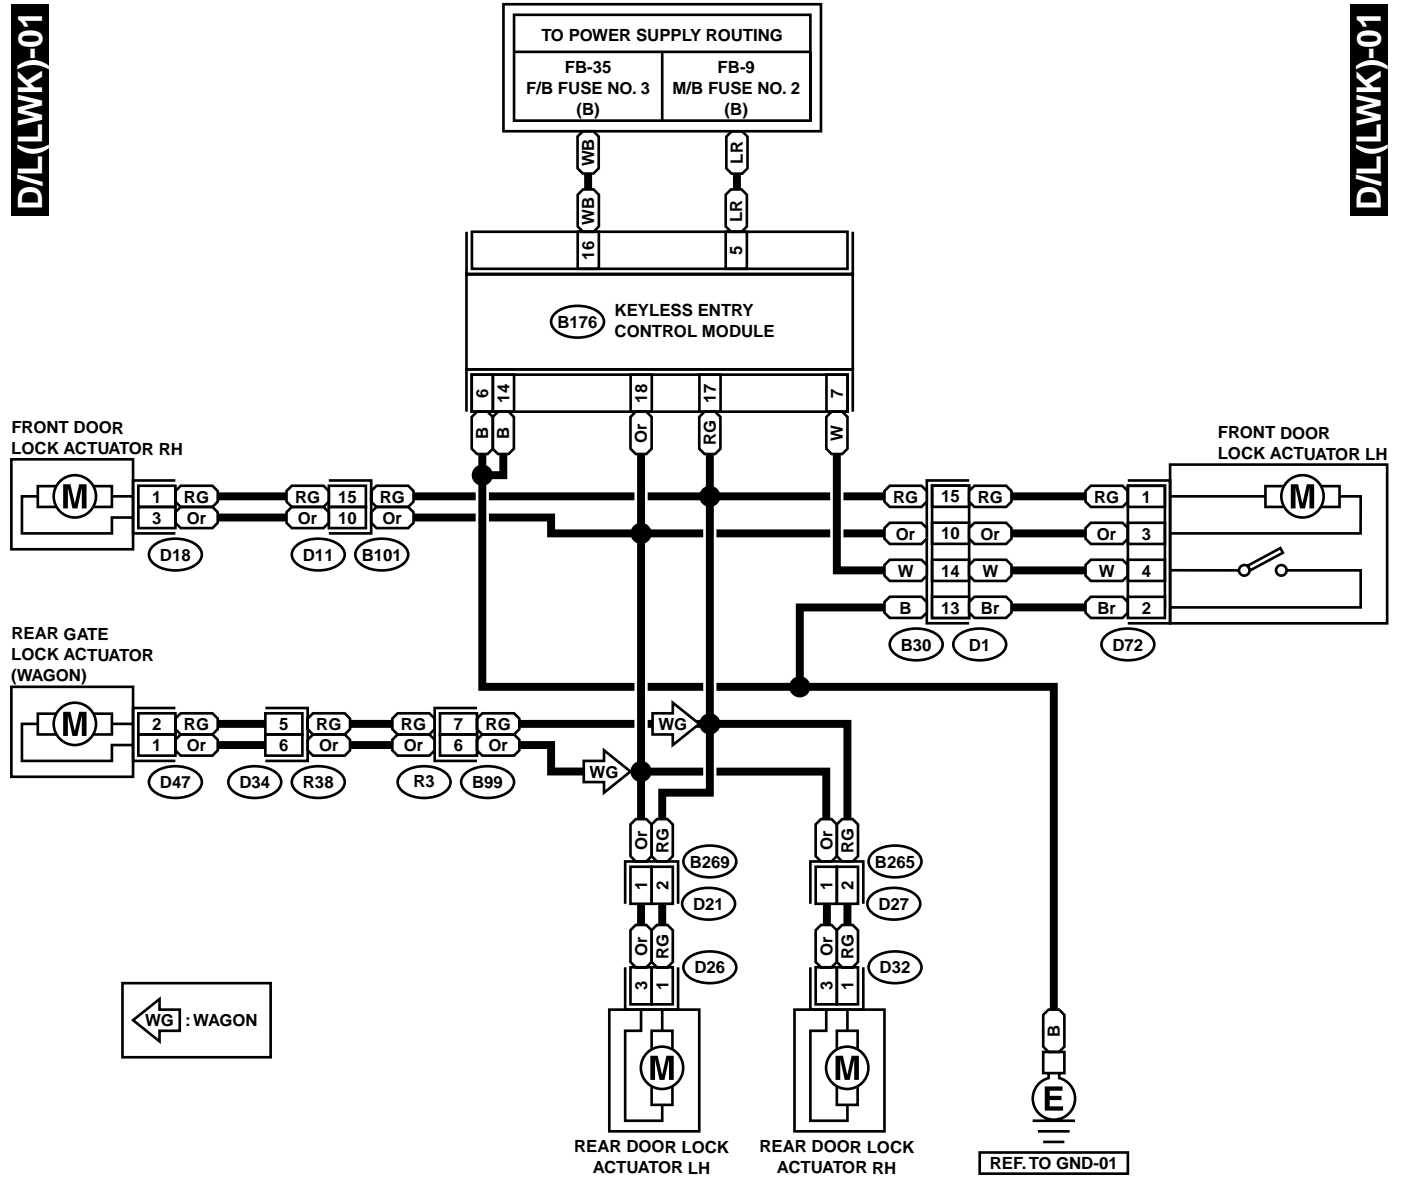 D/L(LWK)-01
D/L(LWK)-01
TO POWER SUPPLY ROUTING
FB-35
F/B FUSE NO. 3
(B)
FB-9
M/B FUSE NO. 2
(B)
WB
LR
WB
LR
16
5
B176
KEYLESS ENTRY
CONTROL MODULE
6
14
18
17
7
B
B
Or
RG
W
FRONT DOOR
LOCK ACTUATOR RH
M
1
RG
RG
15
RG
3
Or
Or
10
Or
D18
D11
B101
FRONT DOOR
LOCK ACTUATOR LH
RG
15
RG
RG
1
M
Or
10
Or
Or
3
W
14
W
W
4
B
13
Br
Br
2
B30
D1
D72
REAR GATE
LOCK ACTUATOR
(WAGON)
M
2
RG
5
RG
RG
7
RG
WG
1
Or
6
Or
Or
6
Or
WG
D47
D34
R38
R3
B99
Or
RG
B269
1
2
D21
Or
RG
D26
3
1
M
REAR DOOR LOCK
ACTUATOR LH
Or
RG
B265
1
2
D27
Or
RG
D32
3
1
M
REAR DOOR LOCK
ACTUATOR RH
WG : WAGON
B
E
REF. TO GND-01